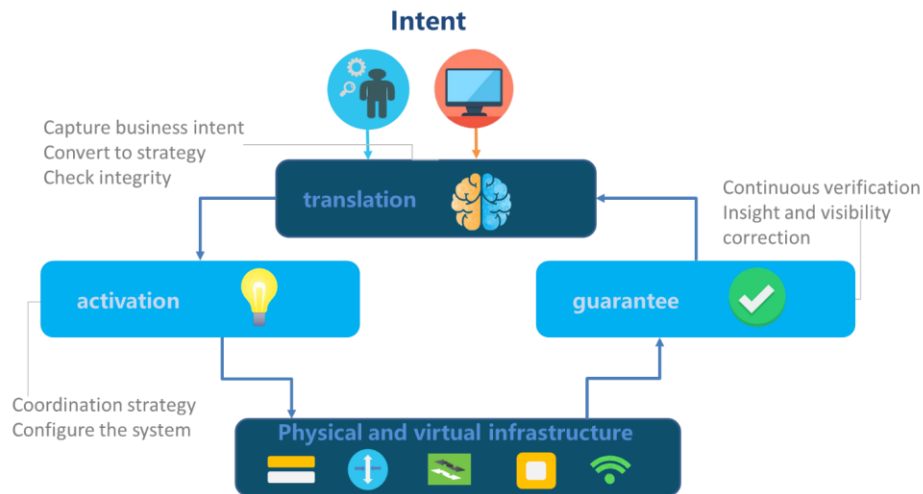 Intent
Capture business intent
Convert to strategy
Check integrity
translation
Continuous verification
Insight and visibility
correction
activation
guarantee
Coordination strategy
Configure the system
Physical and virtual infrastructure